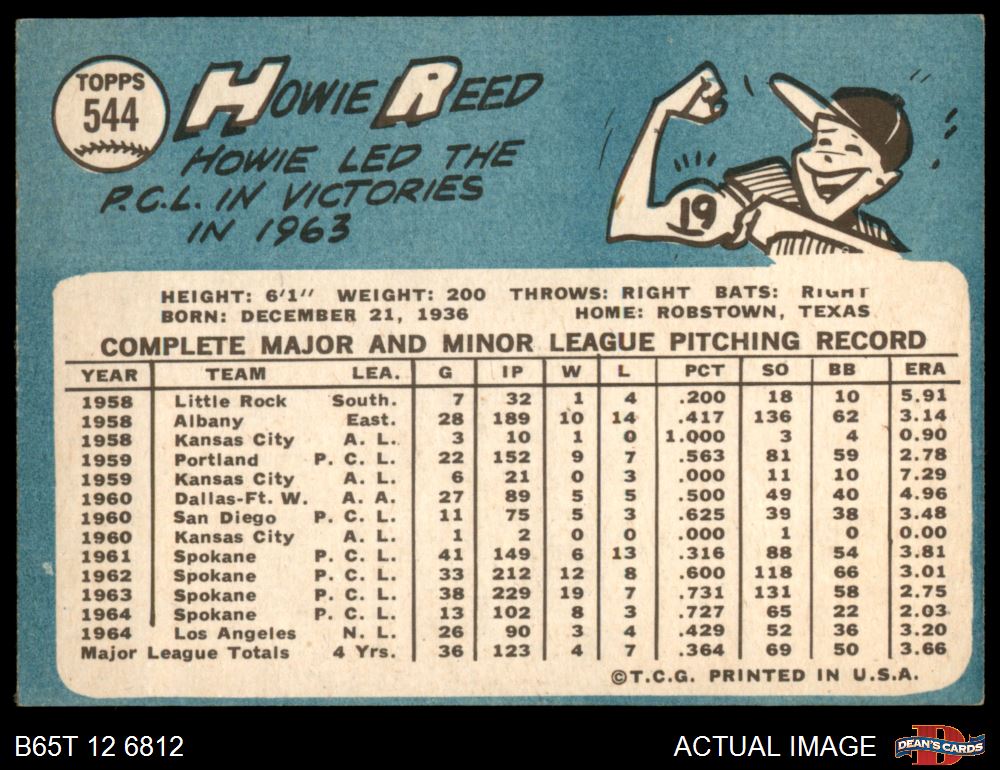 TOPPS
544
HOWIE REED
HOWIE LED THE
P.C.L. IN VICTORIES
IN 1963
19
HEIGHT: 6'1" WEIGHT: 200 THROWS: RIGHT BATS: RIGHT
BORN: DECEMBER 21, 1936 HOME: ROBSTOWN, TEXAS
COMPLETE MAJOR AND MINOR LEAGUE PITCHING RECORD
YEAR TEAM LEA. G IP W L PCT SO BB ERA
1958 Little Rock South. 7 32 1 4 .200 18 10 5.91
1958 Albany East. 28 189 10 14 .417 136 62 3.14
1958 Kansas City A. L. 3 10 1 0 1.000 3 4 0.90
1959 Portland P. C. L. 22 152 9 7 .563 81 59 2.78
1959 Kansas City A. L. 6 21 0 3 .000 11 10 7.29
1960 Dallas-Ft. W. A. A. 27 89 5 5 .500 49 40 4.96
1960 San Diego P. C. L. 11 75 5 3 .625 39 38 3.48
1960 Kansas City A. L. 1 2 0 0 .000 1 0 0.00
1961 Spokane P. C. L. 41 149 6 13 .316 88 54 3.81
1962 Spokane P. C. L. 33 212 12 8 .600 118 66 3.01
1963 Spokane P. C. L. 38 229 19 7 .731 131 58 2.75
1964 Spokane P. C. L. 13 102 8 3 .727 65 22 2.03
1964 Los Angeles N. L. 26 90 3 4 .429 52 36 3.20
Major League Totals 4 Yrs. 36 123 4 7 .364 69 50 3.66
©T.C.G. PRINTED IN U.S.A.
B65T 12 6812 ACTUAL IMAGE DEAN'S CARDS